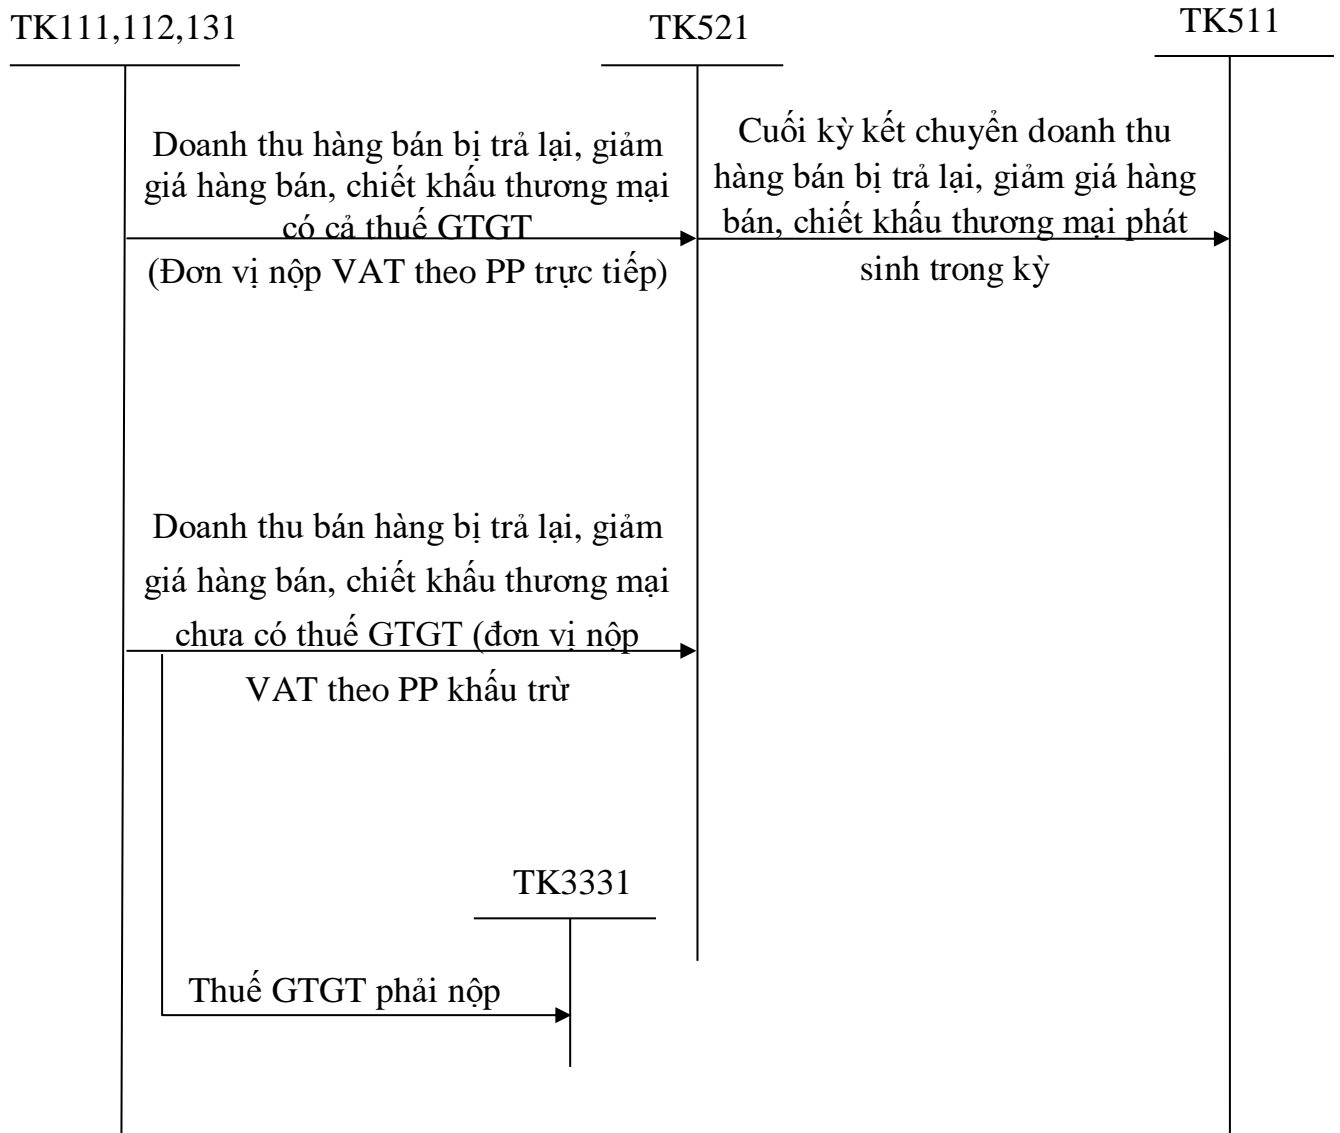 TK111,112,131
TK521
TK511
Doanh thu hàng bán bị trả lại, giảm
giá hàng bán, chiết khấu thương mại
có cả thuế GTGT
(Đơn vị nộp VAT theo PP trực tiếp)
Cuối kỳ kết chuyển doanh thu
hàng bán bị trả lại, giảm giá hàng
bán, chiết khấu thương mại phát
sinh trong kỳ
Doanh thu bán hàng bị trả lại, giảm
giá hàng bán, chiết khấu thương mại
chưa có thuế GTGT (đơn vị nộp
VAT theo PP khấu trừ
TK3331
Thuế GTGT phải nộp